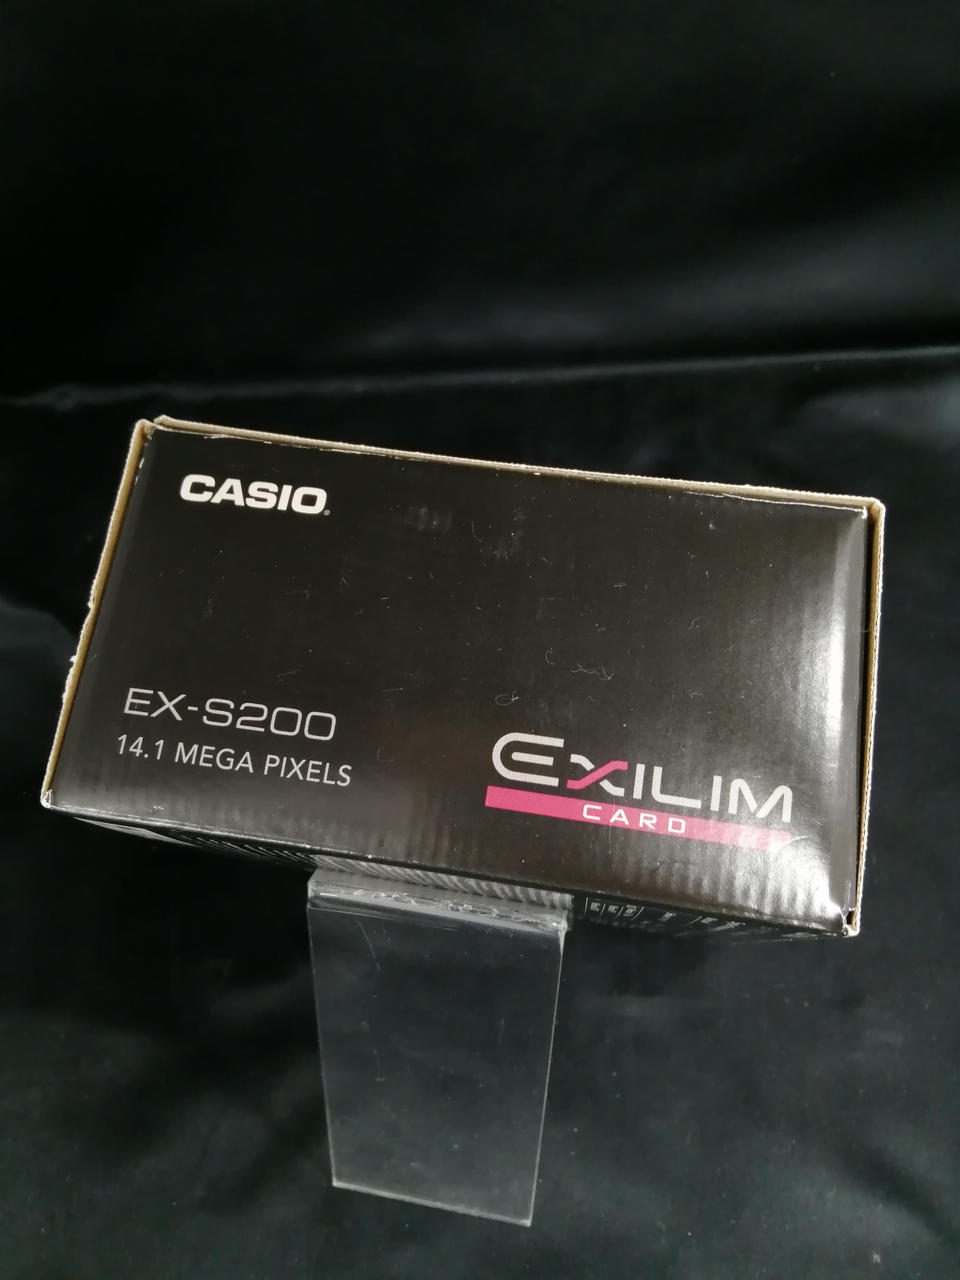 CASIO®
EX-S200
14.1 MEGA PIXELS
EXILIM
CARD